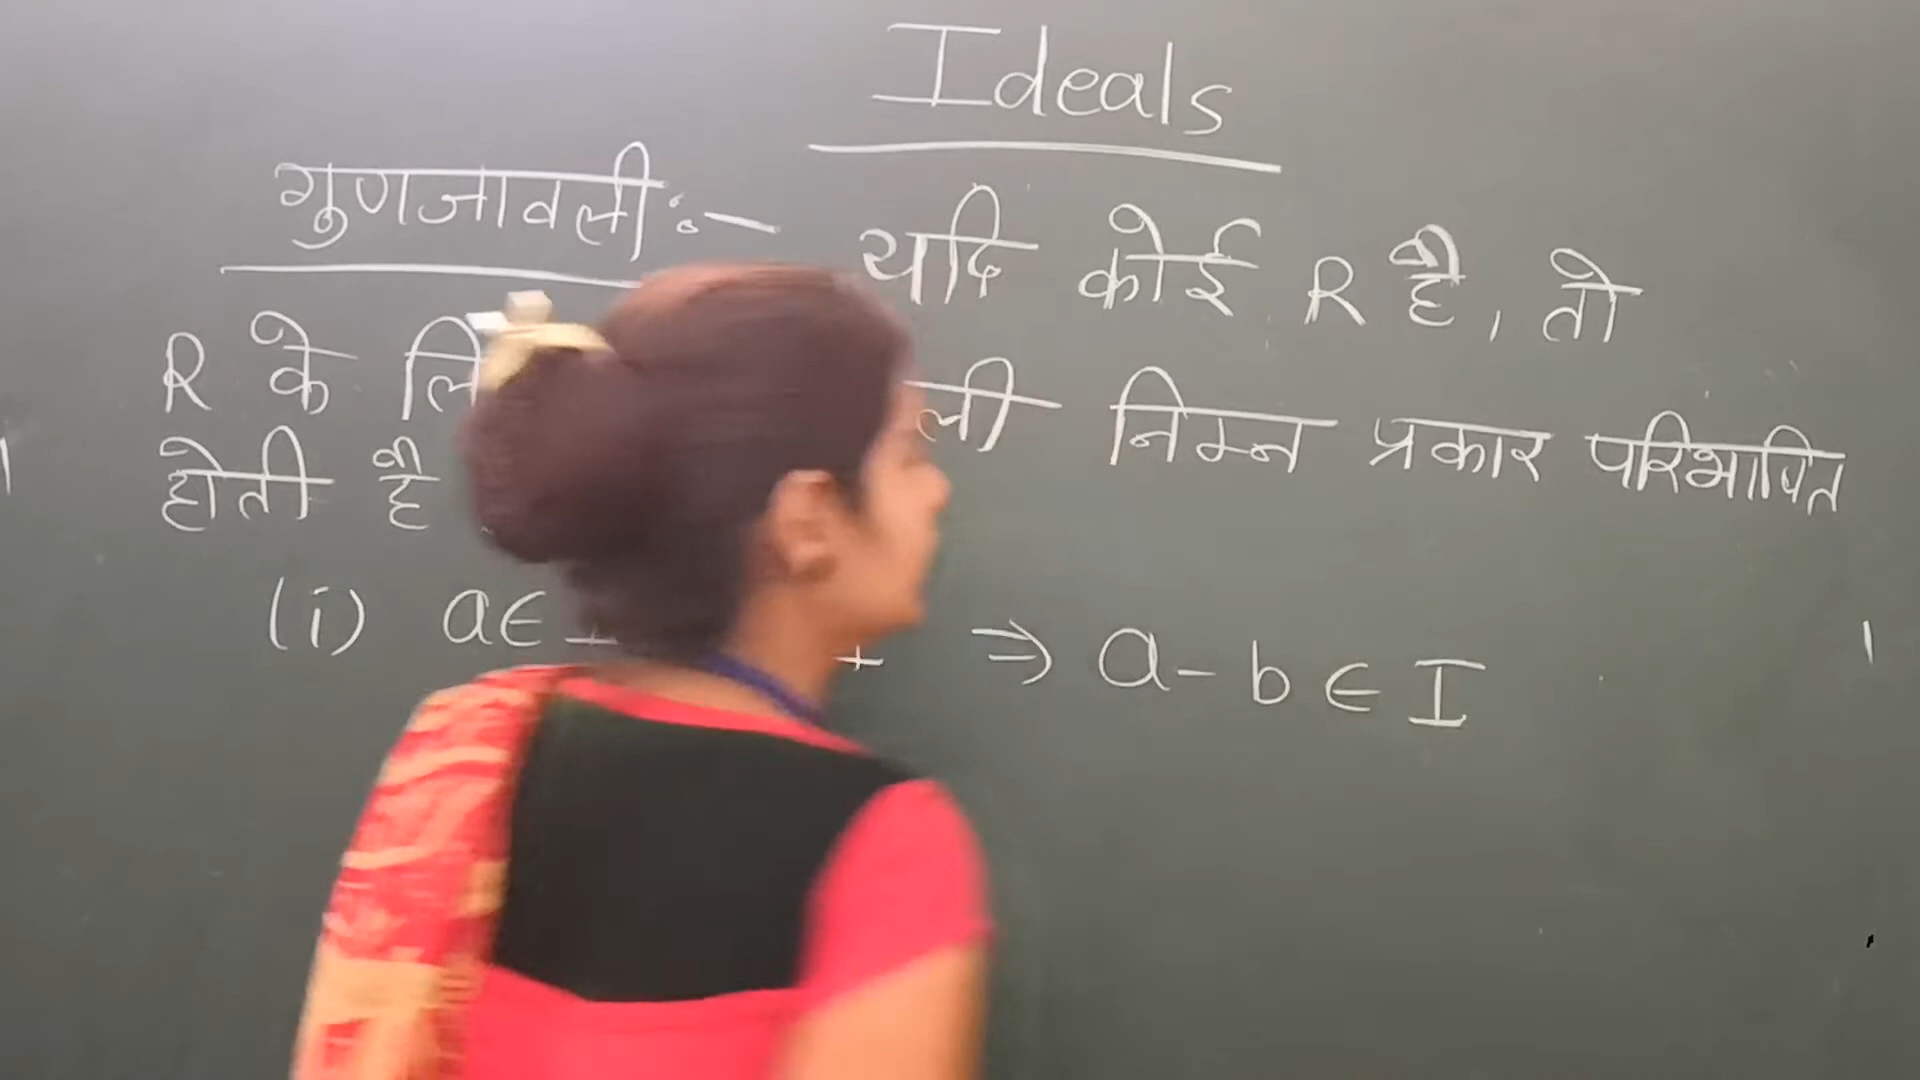 Ideals
गुणजावली :- यदि कोई R है, तो
R के ली निम्न प्रकार परिभाषित
होती है
(i) a∈ I ⇒ a - b ∈ I